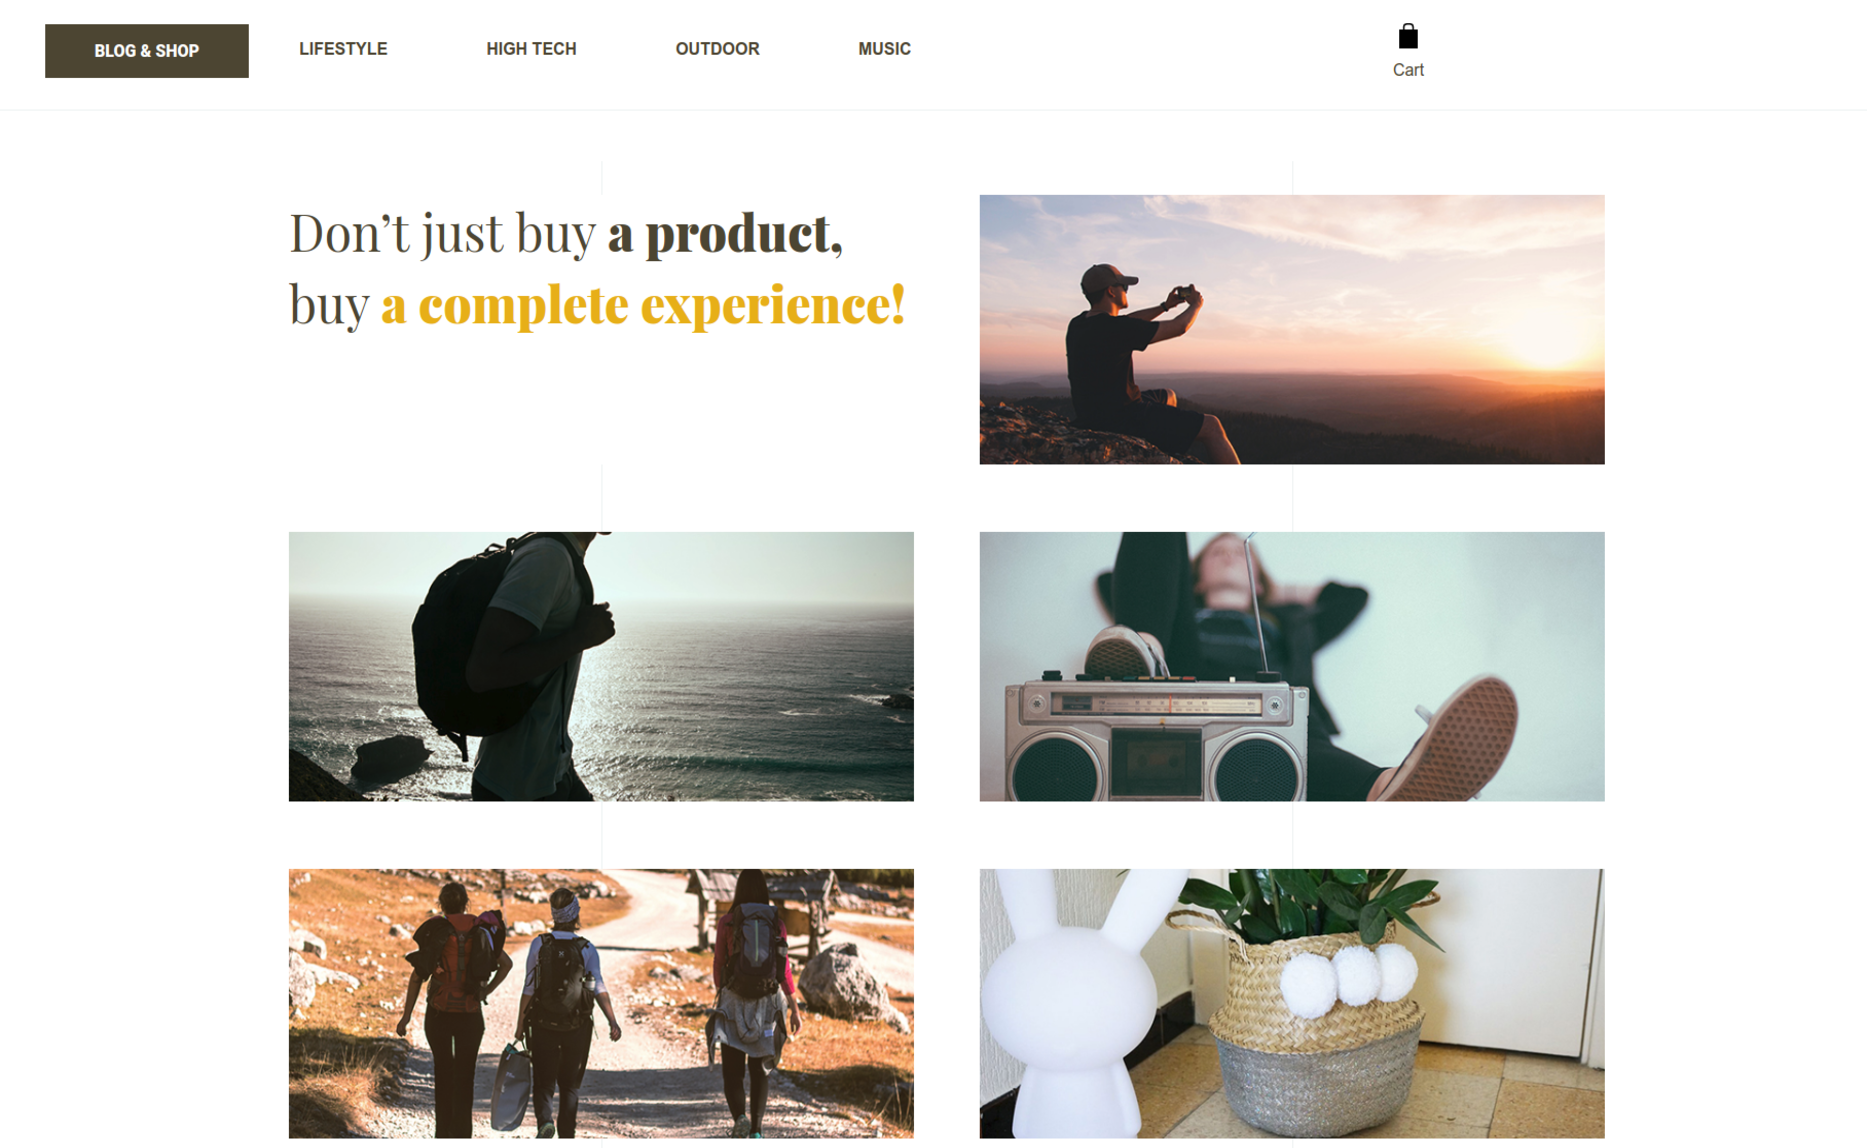 BLOG & SHOP
LIFESTYLE
HIGH TECH
OUTDOOR
MUSIC
Cart
Don’t just buy a product,
buy a complete experience!